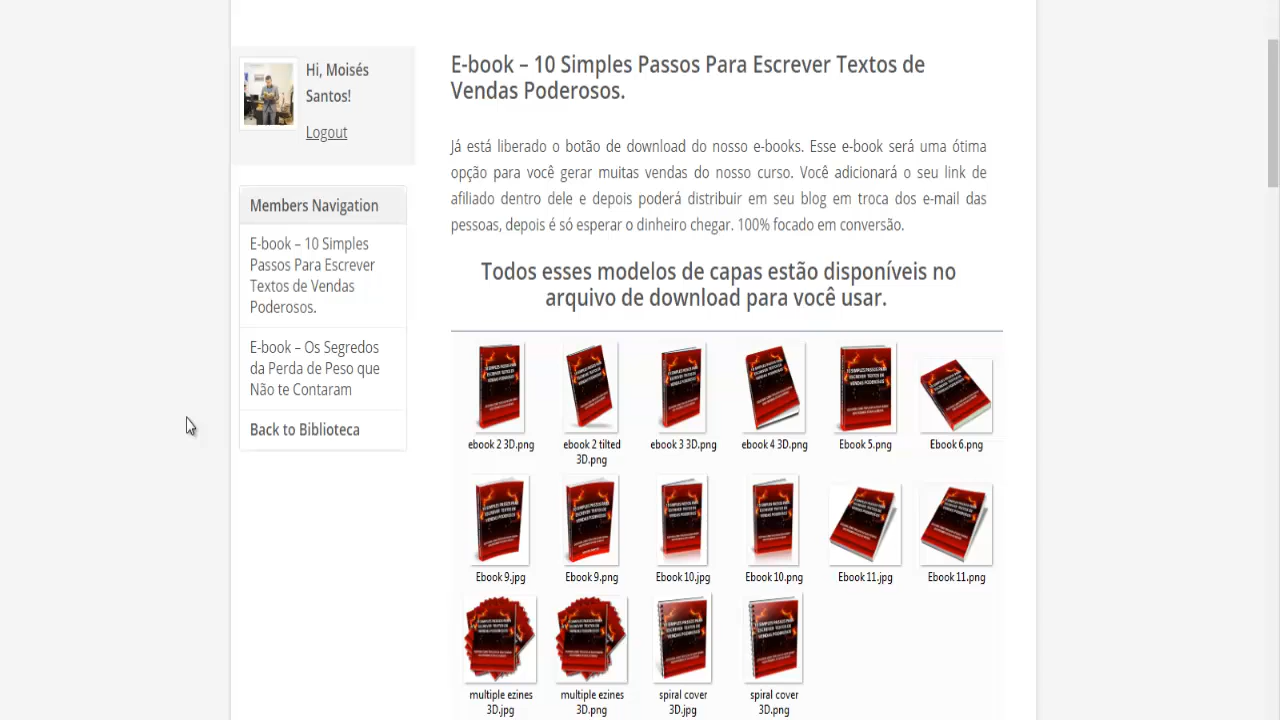 Hi, Moisés
Santos!
Logout
Members Navigation
E-book – 10 Simples
Passos Para Escrever
Textos de Vendas
Poderosos.
E-book – Os Segredos
da Perda de Peso que
Não te Contaram
Back to Biblioteca
E-book – 10 Simples Passos Para Escrever Textos de
Vendas Poderosos.
Já está liberado o botão de download do nosso e-books. Esse e-book será uma ótima
opção para você gerar muitas vendas do nosso curso. Você adicionará o seu link de
afiliado dentro dele e depois poderá distribuir em seu blog em troca dos e-mail das
pessoas, depois é só esperar o dinheiro chegar. 100% focado em conversão.
Todos esses modelos de capas estão disponíveis no
arquivo de download para você usar.
ebook 2 3D.png
ebook 2 tilted
3D.png
ebook 3 3D.png
ebook 4 3D.png
Ebook 5.png
Ebook 6.png
Ebook 9.jpg
Ebook 9.png
Ebook 10.jpg
Ebook 10.png
Ebook 11.jpg
Ebook 11.png
multiple ezines
3D.jpg
multiple ezines
3D.png
spiral cover
3D.jpg
spiral cover
3D.png